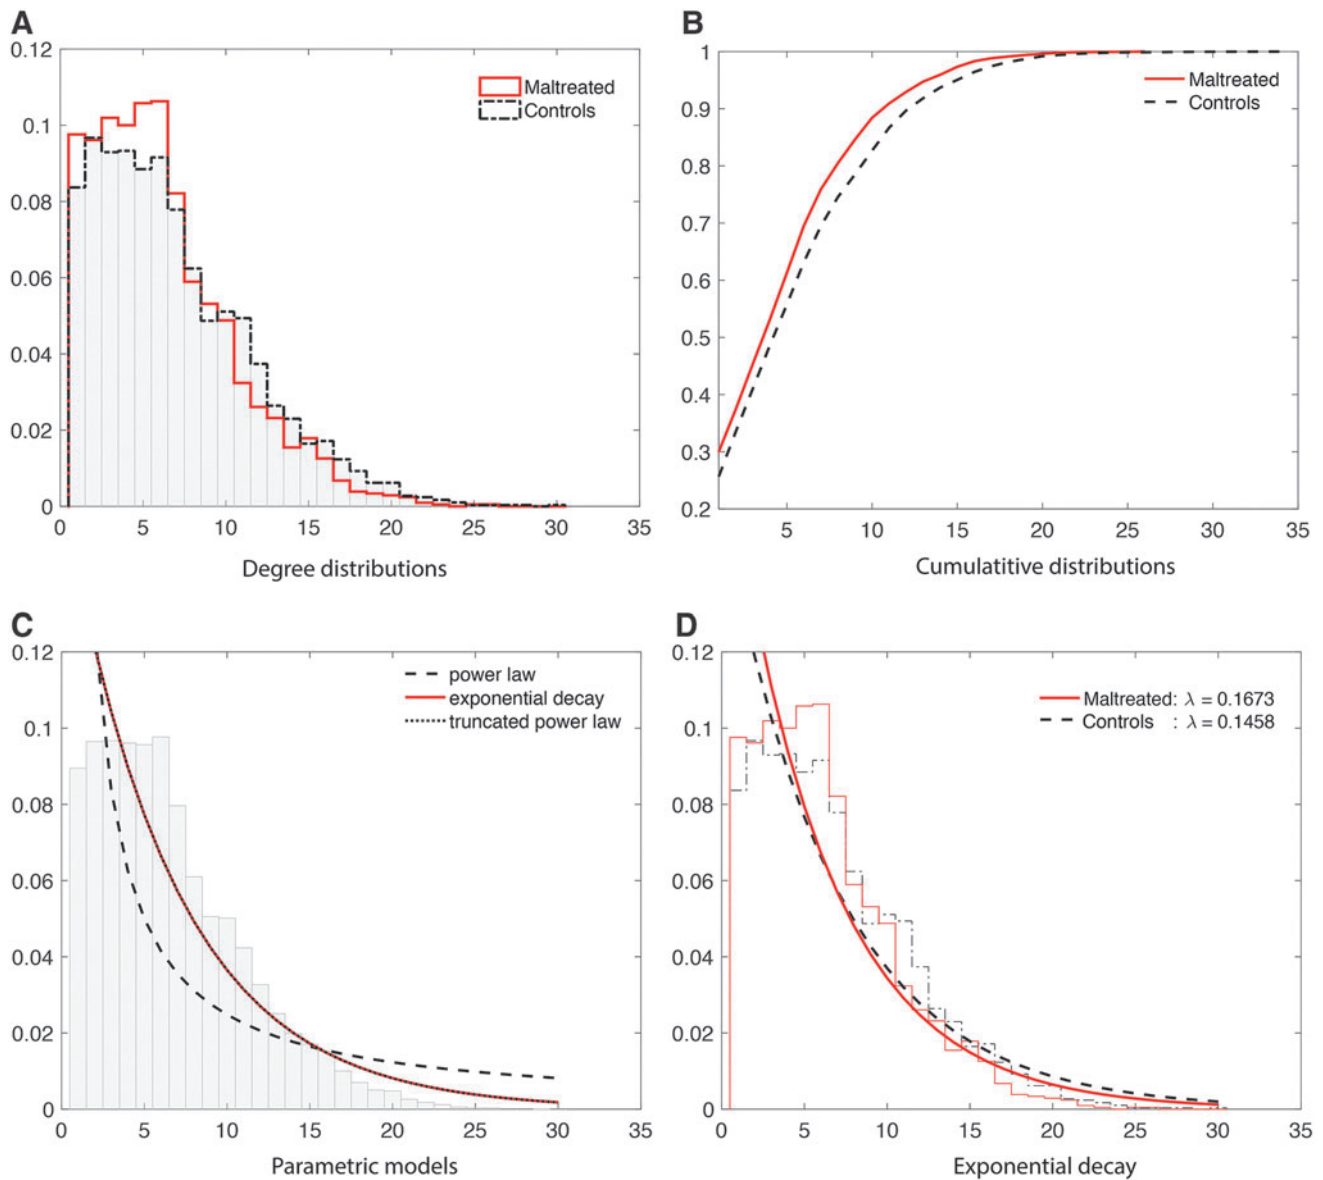 A
0.12
0.1
0.08
0.06
0.04
0.02
0
0 5 10 15 20 25 30 35
Maltreated
Controls
Degree distributions
B
1
0.9
0.8
0.7
0.6
0.5
0.4
0.3
0.2
5 10 15 20 25 30 35
Maltreated
Controls
Cumulatitive distributions
C
0.12
0.1
0.08
0.06
0.04
0.02
0
0 5 10 15 20 25 30 35
power law
exponential decay
truncated power law
Parametric models
D
0.12
0.1
0.08
0.06
0.04
0.02
0
0 5 10 15 20 25 30 35
Maltreated: λ = 0.1673
Controls : λ = 0.1458
Exponential decay